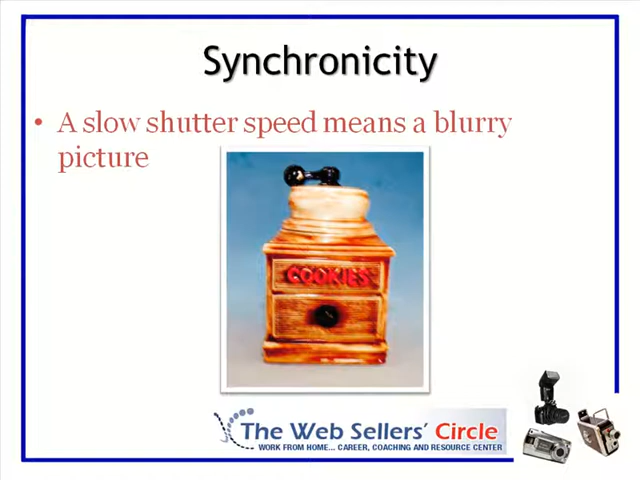 Synchronicity
• A slow shutter speed means a blurry
picture
COOKIES
The Web Sellers' Circle
WORK FROM HOME... CAREER, COACHING AND RESOURCE CENTER